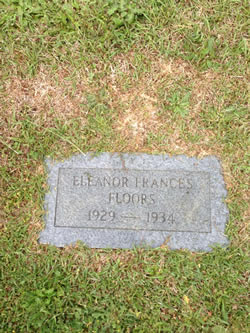 ELEANOR FRANCES
FLOORS
1929 — 1934